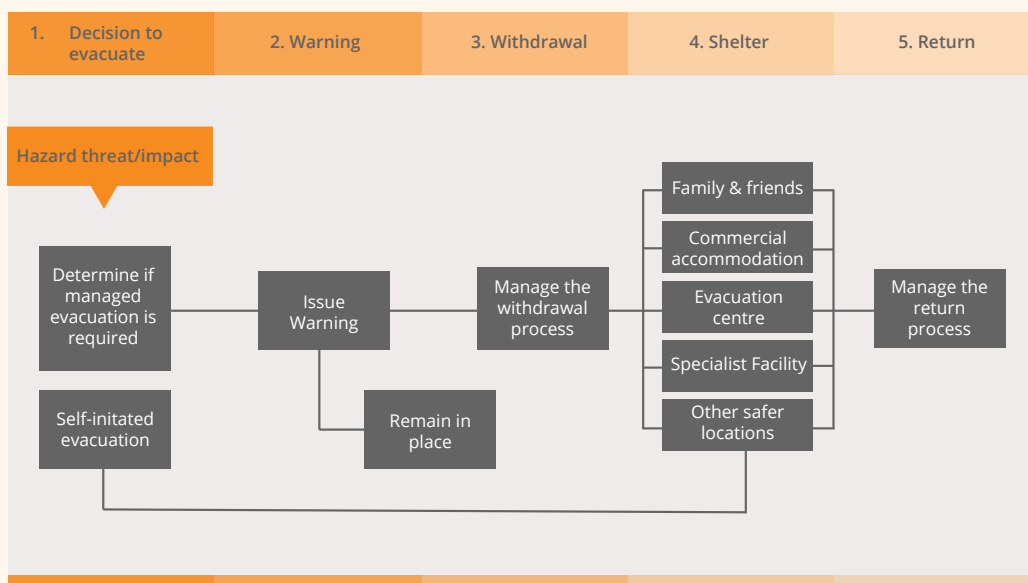 1. Decision to
evacuate
2. Warning
3. Withdrawal
4. Shelter
5. Return
Hazard threat/impact
Determine if
managed
evacuation is
required
Self-initated
evacuation
Issue
Warning
Remain in
place
Manage the
withdrawal
process
Family & friends
Commercial
accommodation
Evacuation
centre
Specialist Facility
Other safer
locations
Manage the
return
process